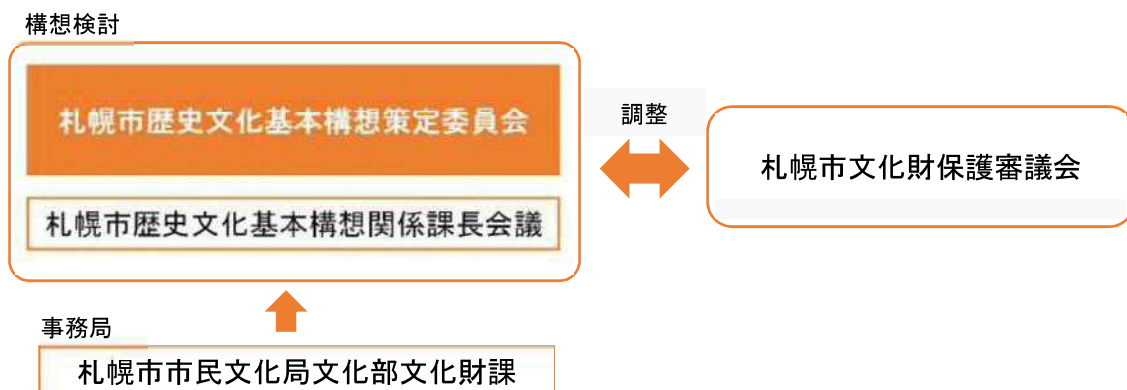 構想検討
札幌市歴史文化基本構想策定委員会
札幌市歴史文化基本構想関係課長会議
調整
札幌市文化財保護審議会
事務局
札幌市市民文化局文化部文化財課